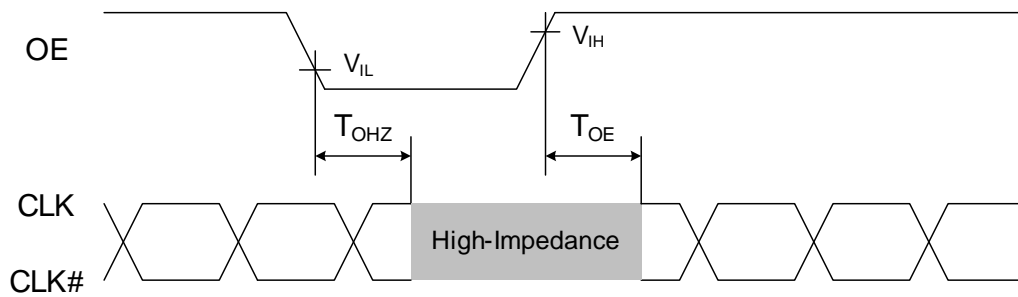 OE
V_IL
V_IH
T_OHZ
T_OE
CLK
High-Impedance
CLK#